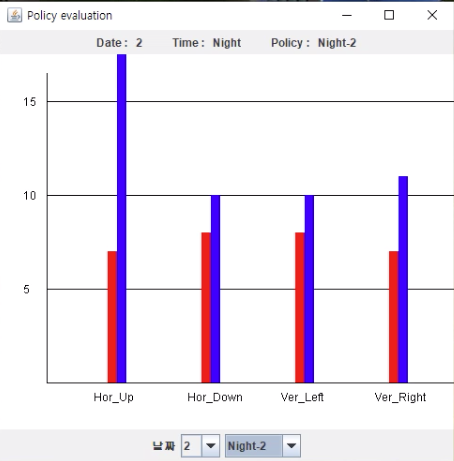 Policy evaluation
Date : 2 Time : Night Policy : Night-2
15
10
5
Hor_Up Hor_Down Ver_Left Ver_Right
날짜 2 Night-2